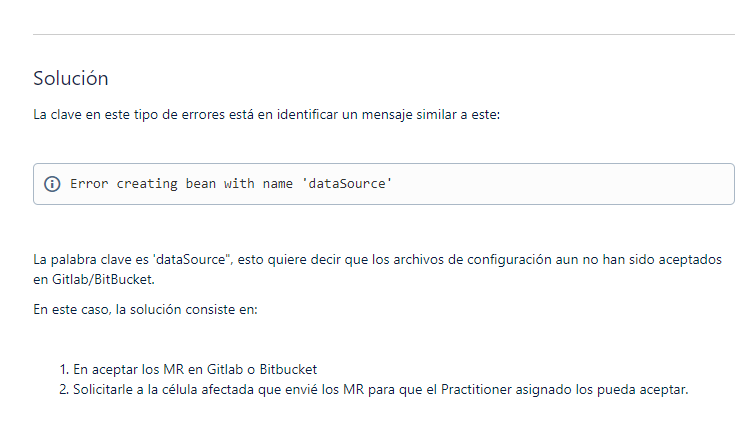 Solución
La clave en este tipo de errores está en identificar un mensaje similar a este:
Error creating bean with name 'dataSource'
La palabra clave es 'dataSource", esto quiere decir que los archivos de configuración aun no han sido aceptados
en Gitlab/BitBucket.
En este caso, la solución consiste en:
1. En aceptar los MR en Gitlab o Bitbucket
2. Solicitarle a la célula afectada que envié los MR para que el Practitioner asignado los pueda aceptar.